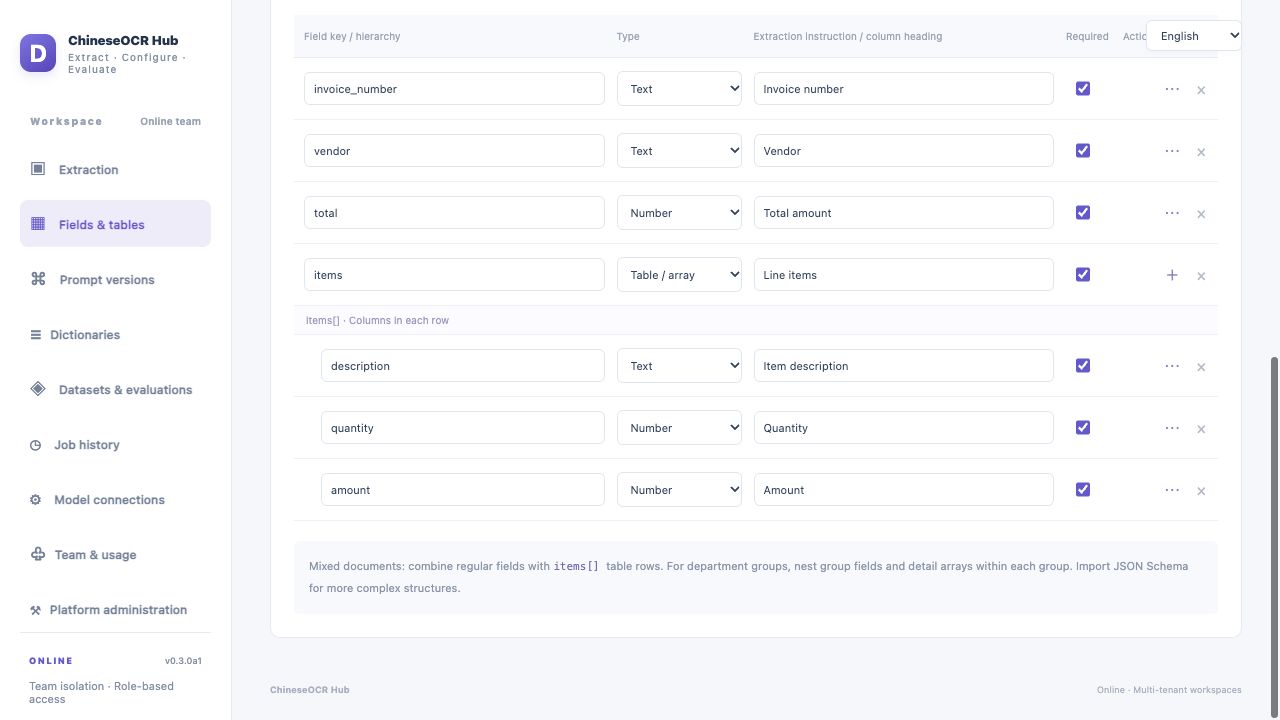 D
ChineseOCR Hub
Extract · Configure ·
Evaluate
Workspace Online team
Extraction
Fields & tables
Prompt versions
Dictionaries
Datasets & evaluations
Job history
Model connections
Team & usage
Platform administration
ONLINE v0.3.0a1
Team isolation · Role-based
access
English
Field key / hierarchy Type Extraction instruction / column heading Required Actic
invoice_number Text Invoice number
vendor Text Vendor
total Number Total amount
items Table / array Line items
items[] · Columns in each row
description Text Item description
quantity Number Quantity
amount Number Amount
Mixed documents: combine regular fields with items[] table rows. For department groups, nest group fields and detail arrays within each group. Import JSON Schema
for more complex structures.
ChineseOCR Hub Online · Multi-tenant workspaces